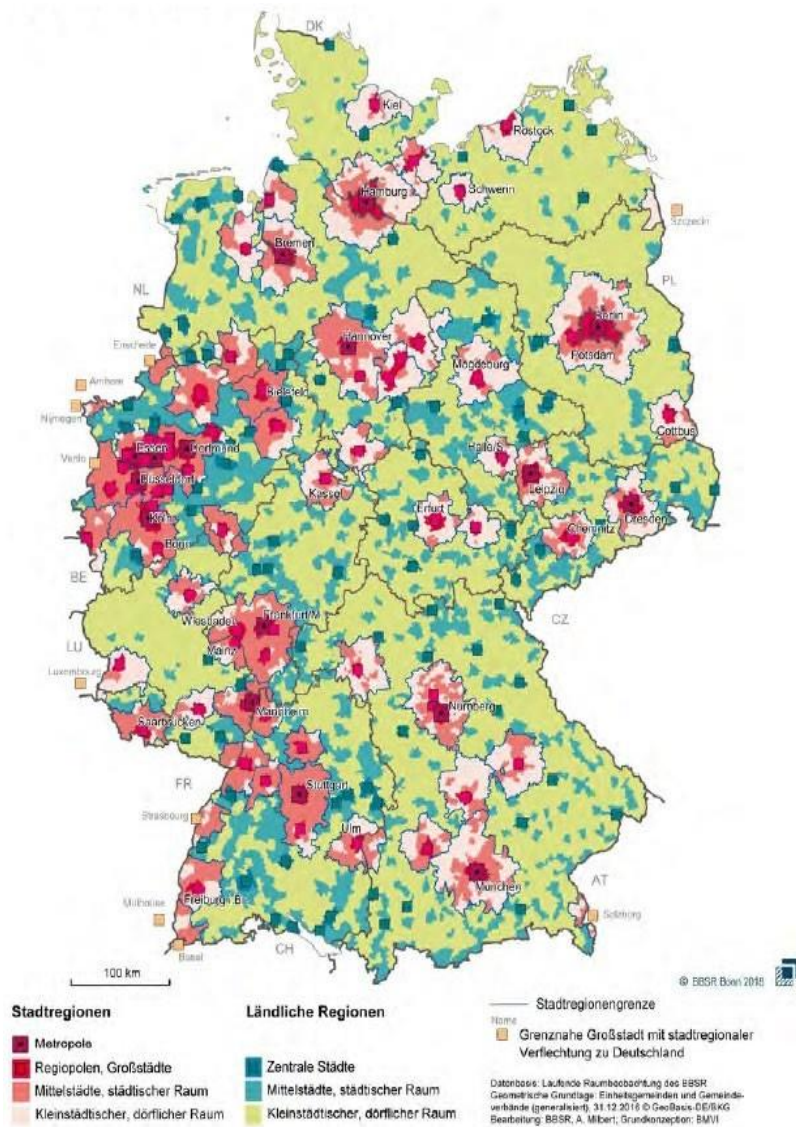 DK
Kiel
Rostock
Hamburg
Schwerin
Szczecin
Bremen
NL
PL
Berlin
Hannover
Potsdam
Enschede
Magdeburg
Arnhem
Bielefeld
Nijmegen
Cottbus
Essen
Dortmund
Halle/S.
Venlo
Düsseldorf
Kassel
Leipzig
Köln
Erfurt
Dresden
Chemnitz
Bonn
BE
CZ
Wiesbaden
Frankfurt/M.
LU
Mainz
Luxembourg
Nürnberg
Saarbrücken
Mannheim
FR
Stuttgart
Strasbourg
Ulm
München
AT
Freiburg i.B.
Mulhouse
Salzburg
Basel
CH
100 km
© BBSR Bonn 2018
Stadtregionen
Metropole
Regiopolen, Großstädte
Mittelstädte, städtischer Raum
Kleinstädtischer, dörflicher Raum
Ländliche Regionen
Zentrale Städte
Mittelstädte, städtischer Raum
Kleinstädtischer, dörflicher Raum
Stadtregionengrenze
Name
Grenznahe Großstadt mit stadtregionaler
Verflechtung zu Deutschland
Datenbasis: Laufende Raumbeobachtung des BBSR
Geometrische Grundlage: Einheitsgemeinden und Gemeinde-
verbände (generalisiert), 31.12.2016 © GeoBasis-DE/BKG
Bearbeitung: BBSR, A. Milbert; Grundkonzeption: BMVI